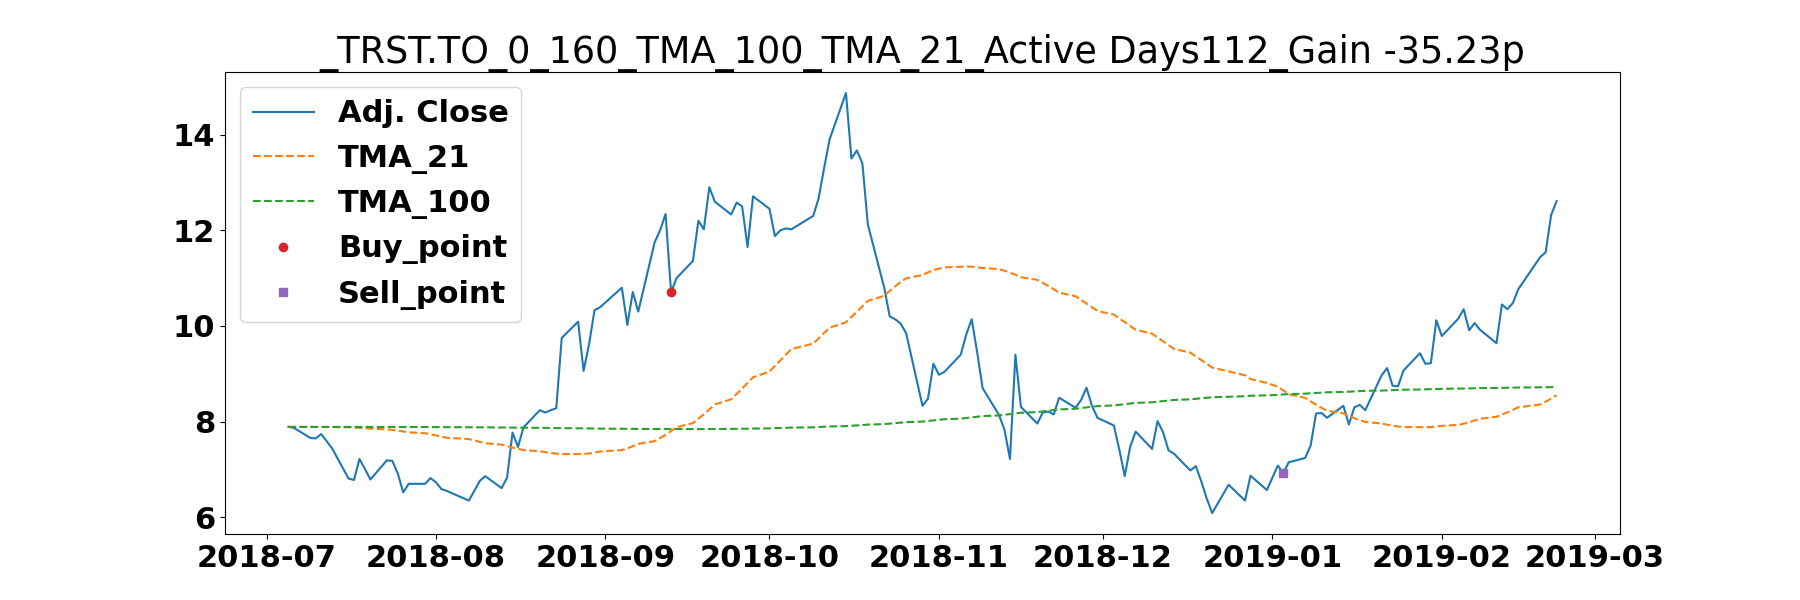 _TRST.TO_0_160_TMA_100_TMA_21_Active Days112_Gain -35.23p
Adj. Close
TMA_21
TMA_100
Buy_point
Sell_point
14
12
10
8
6
2018-07 2018-08 2018-09 2018-10 2018-11 2018-12 2019-01 2019-02 2019-03